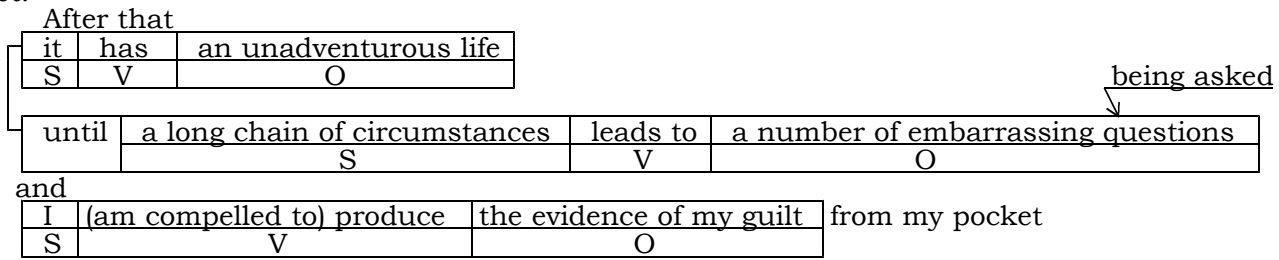 After that
it has an unadventurous life
S V O
being asked
until a long chain of circumstances leads to a number of embarrassing questions
S V O
and
I (am compelled to) produce the evidence of my guilt from my pocket
S V O